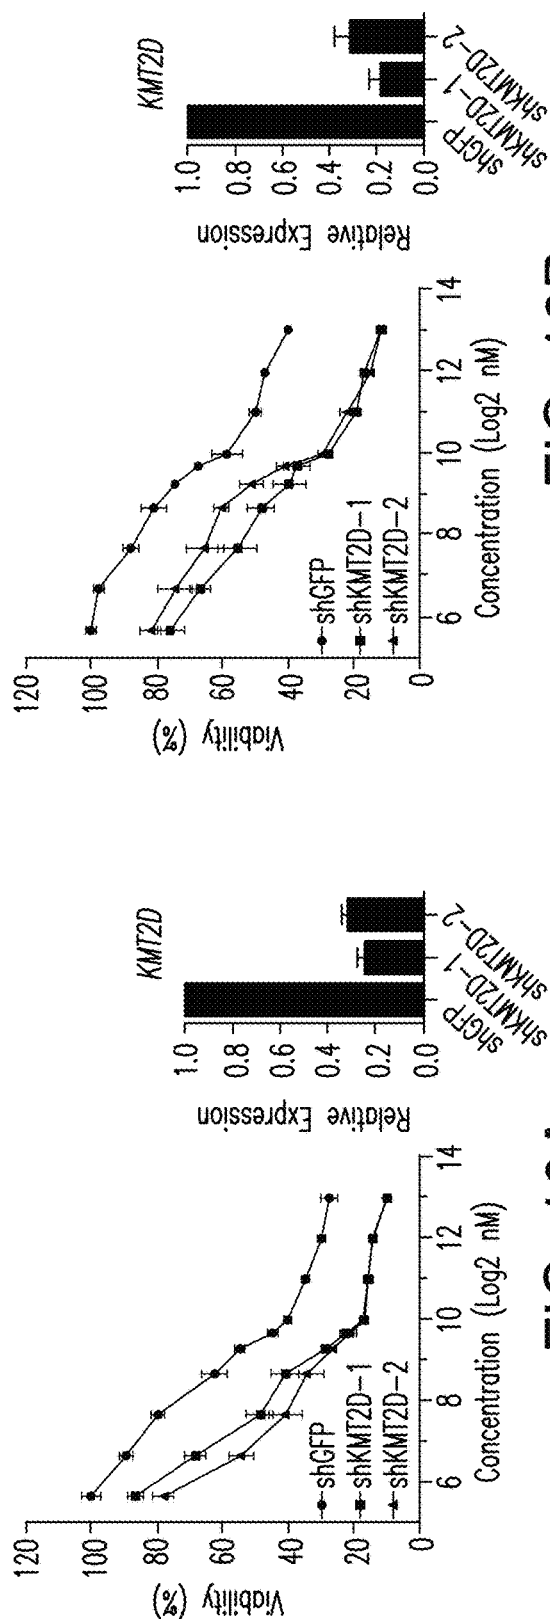 120
100
80
60
40
20
0
Viability (%)
shGFP
shKMT2D-1
shKMT2D-2
6
8
10
12
14
Concentration (Log2 nM)
KMT2D
1.0
0.8
0.6
0.4
0.2
0.0
Relative Expression
shGFP
shKMT2D-1
shKMT2D-2
120
100
80
60
40
20
0
Viability (%)
shGFP
shKMT2D-1
shKMT2D-2
6
8
10
12
14
Concentration (Log2 nM)
KMT2D
1.0
0.8
0.6
0.4
0.2
0.0
Relative Expression
shGFP
shKMT2D-1
shKMT2D-2